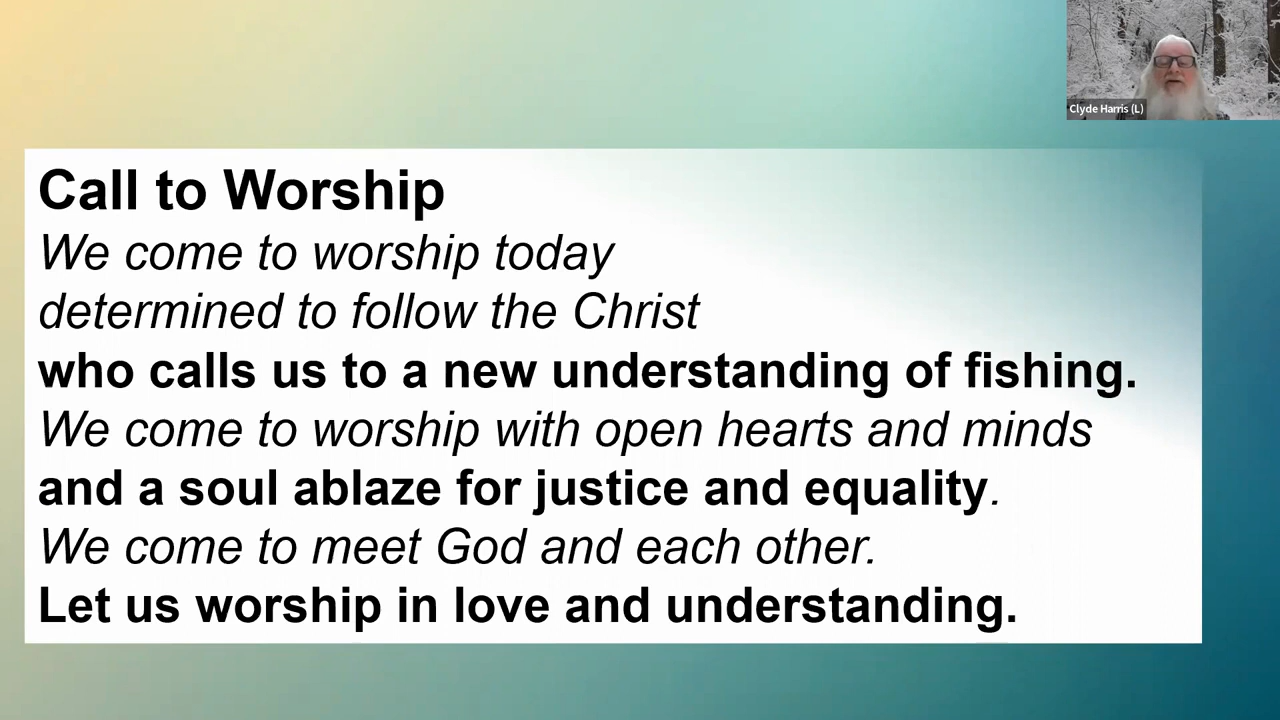 Clyde Harris (L)
Call to Worship
We come to worship today
determined to follow the Christ
who calls us to a new understanding of fishing.
We come to worship with open hearts and minds
and a soul ablaze for justice and equality.
We come to meet God and each other.
Let us worship in love and understanding.